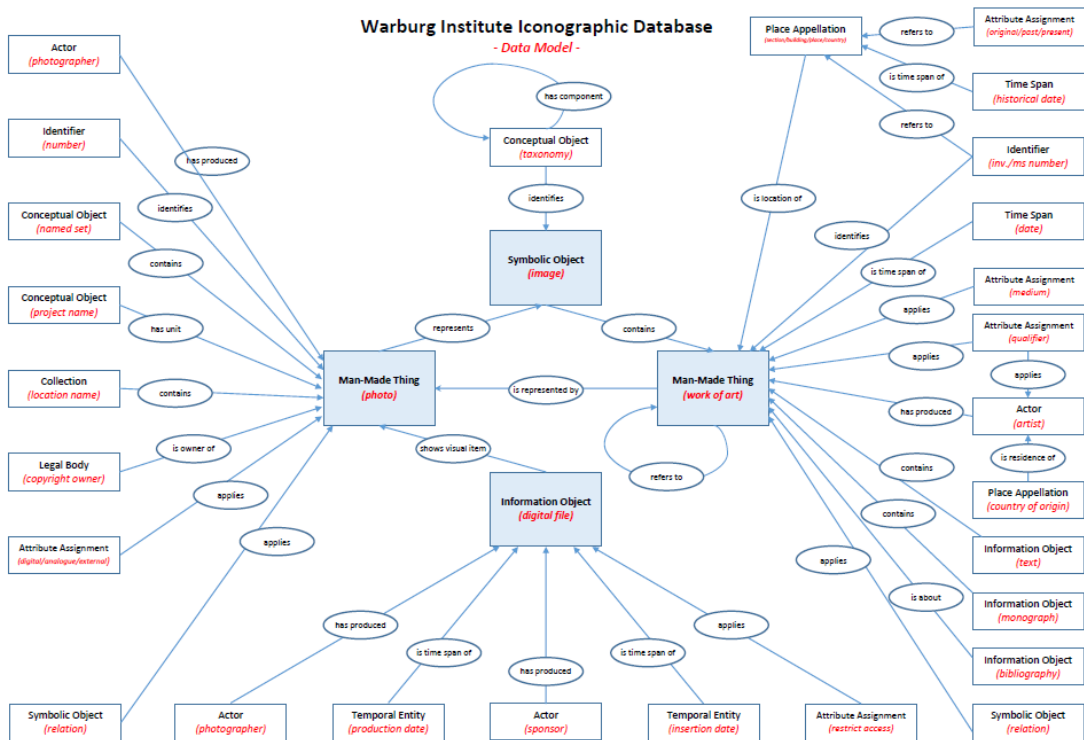 Warburg Institute Iconographic Database
- Data Model -
Actor
(photographer)
Identifier
(number)
Conceptual Object
(named set)
Conceptual Object
(project name)
Collection
(location name)
Legal Body
(copyright owner)
Attribute Assignment
(digital/analogue/external)
Symbolic Object
(relation)
has produced
identifies
contains
has unit
contains
is owner of
applies
applies
has component
Conceptual Object
(taxonomy)
identifies
Symbolic Object
(image)
represents
contains
Man-Made Thing
(photo)
is represented by
Man-Made Thing
(work of art)
shows visual item
refers to
Information Object
(digital file)
has produced
is time span of
has produced
is time span of
applies
Actor
(photographer)
Temporal Entity
(production date)
Actor
(sponsor)
Temporal Entity
(insertion date)
Attribute Assignment
(restrict access)
Place Appellation
(section/building/place/country)
refers to
is time span of
refers to
is location of
identifies
is time span of
applies
applies
has produced
applies
is residence of
contains
contains
applies
is about
Attribute Assignment
(original/past/present)
Time Span
(historical date)
Identifier
(inv./ms number)
Time Span
(date)
Attribute Assignment
(medium)
Attribute Assignment
(qualifier)
Actor
(artist)
Place Appellation
(country of origin)
Information Object
(text)
Information Object
(monograph)
Information Object
(bibliography)
Symbolic Object
(relation)